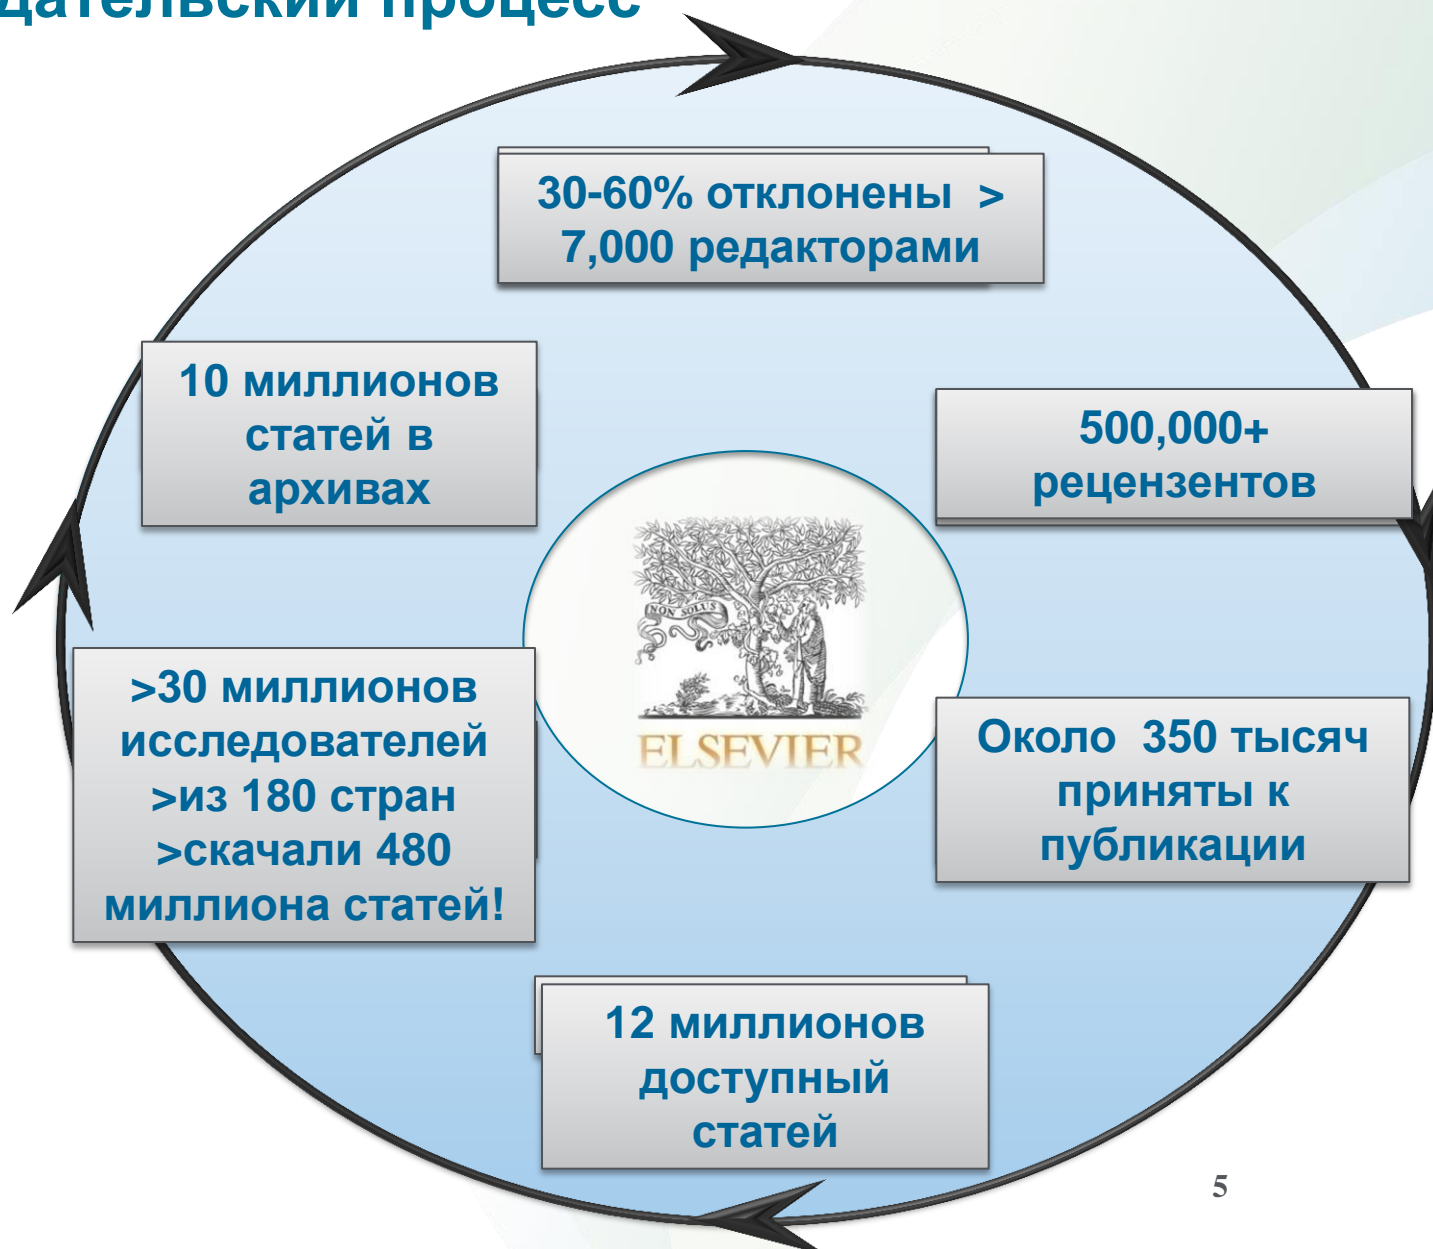 дательский процесс
30-60% отклонены >
7,000 редакторами
10 миллионов
статей в
архивах
500,000+
рецензентов
NON SOLUS
ELSEVIER
>30 миллионов
исследователей
>из 180 стран
>скачали 480
миллиона статей!
Около 350 тысяч
приняты к
публикации
12 миллионов
доступный
статей
5